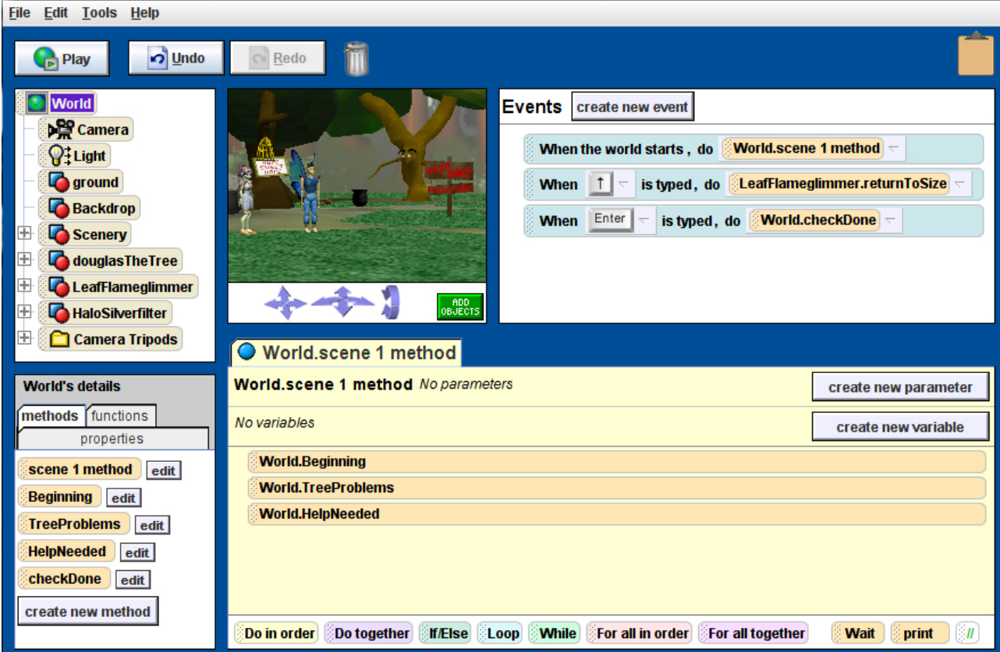 File Edit Tools Help
Play Undo Redo
World
Camera
Light
ground
Backdrop
Scenery
douglasTheTree
LeafFlameglimmer
HaloSilverfilter
Camera Tripods
ADD
OBJECTS
Events create new event
When the world starts, do World.scene 1 method
When ↑ is typed, do LeafFlameglimmer.returnToSize
When Enter is typed, do World.checkDone
World's details
methods functions
properties
scene 1 method edit
Beginning edit
TreeProblems edit
HelpNeeded edit
checkDone edit
create new method
World.scene 1 method
World.scene 1 method No parameters create new parameter
No variables create new variable
World.Beginning
World.TreeProblems
World.HelpNeeded
Do in order Do together If/Else Loop While For all in order For all together Wait print //